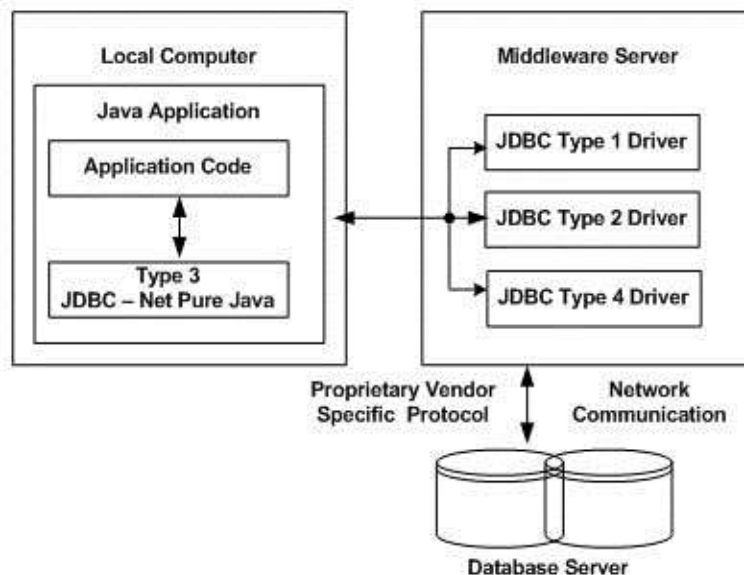 Local Computer
Java Application
Application Code
Type 3
JDBC – Net Pure Java
Middleware Server
JDBC Type 1 Driver
JDBC Type 2 Driver
JDBC Type 4 Driver
Proprietary Vendor
Specific Protocol
Network
Communication
Database Server